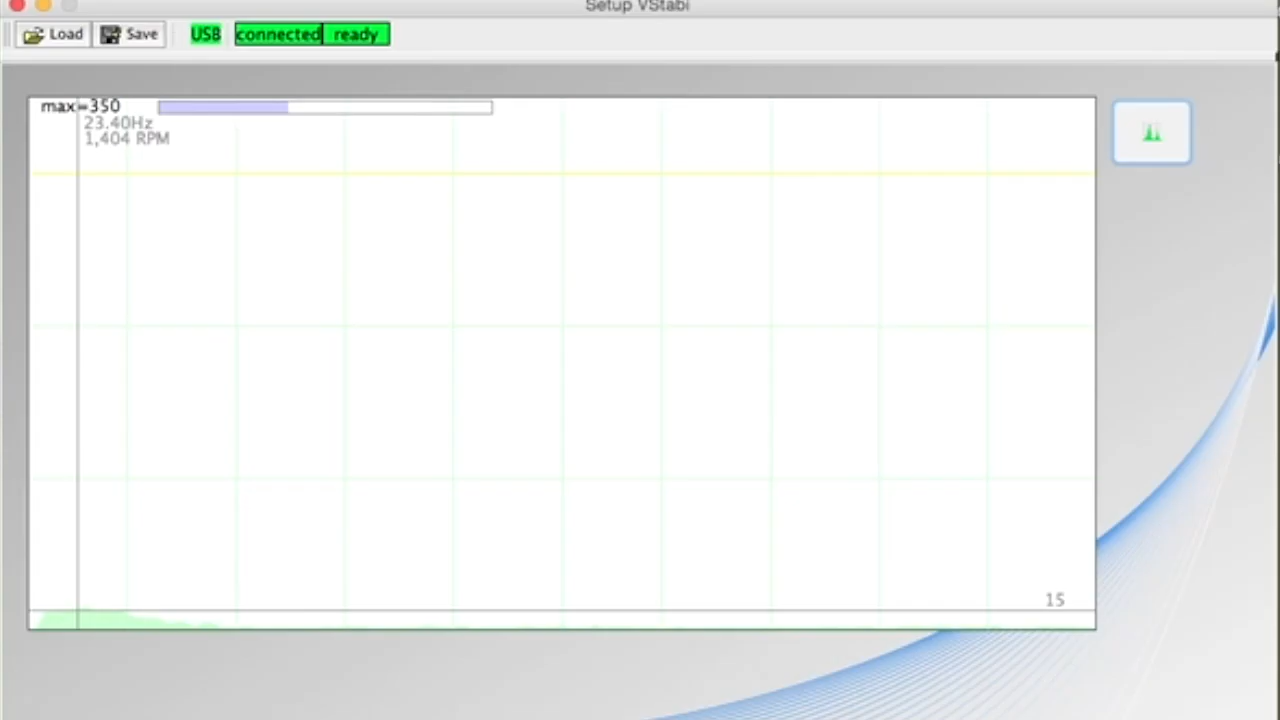 Setup VStabi
Load Save USB connected ready
max=350
23.40Hz
1,404 RPM
15